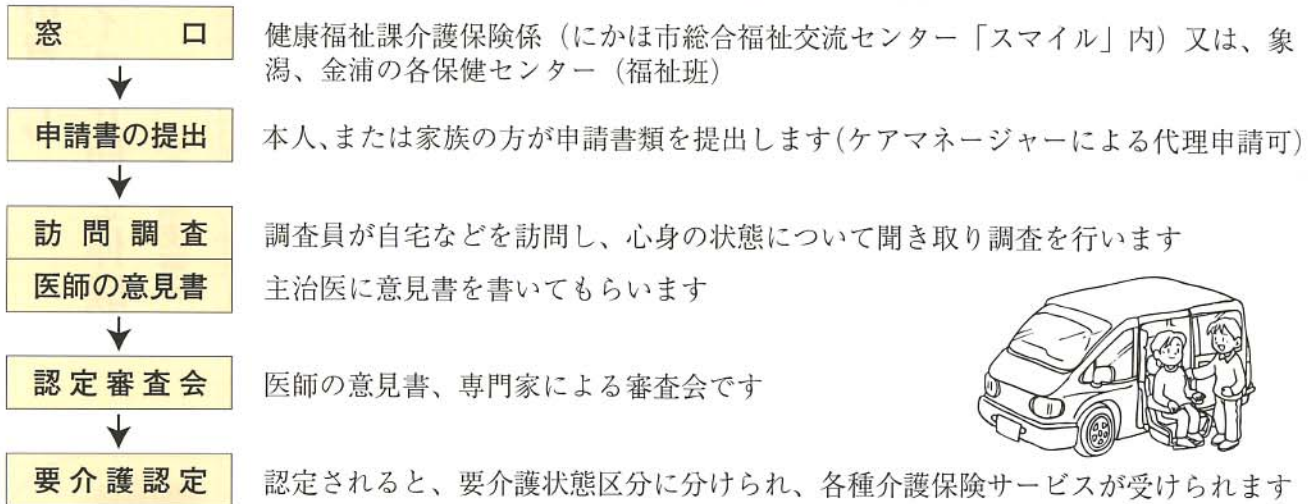 窓口
健康福祉課介護保険係(にかほ市総合福祉交流センター「スマイル」内)又は、象
潟、金浦の各保健センター(福祉班)
申請書の提出
本人、または家族の方が申請書類を提出します(ケアマネージャーによる代理申請可)
訪問調査
調査員が自宅などを訪問し、心身の状態について聞き取り調査を行います
医師の意見書
主治医に意見書を書いてもらいます
認定審査会
医師の意見書、専門家による審査会です
要介護認定
認定されると、要介護状態区分に分けられ、各種介護保険サービスが受けられます